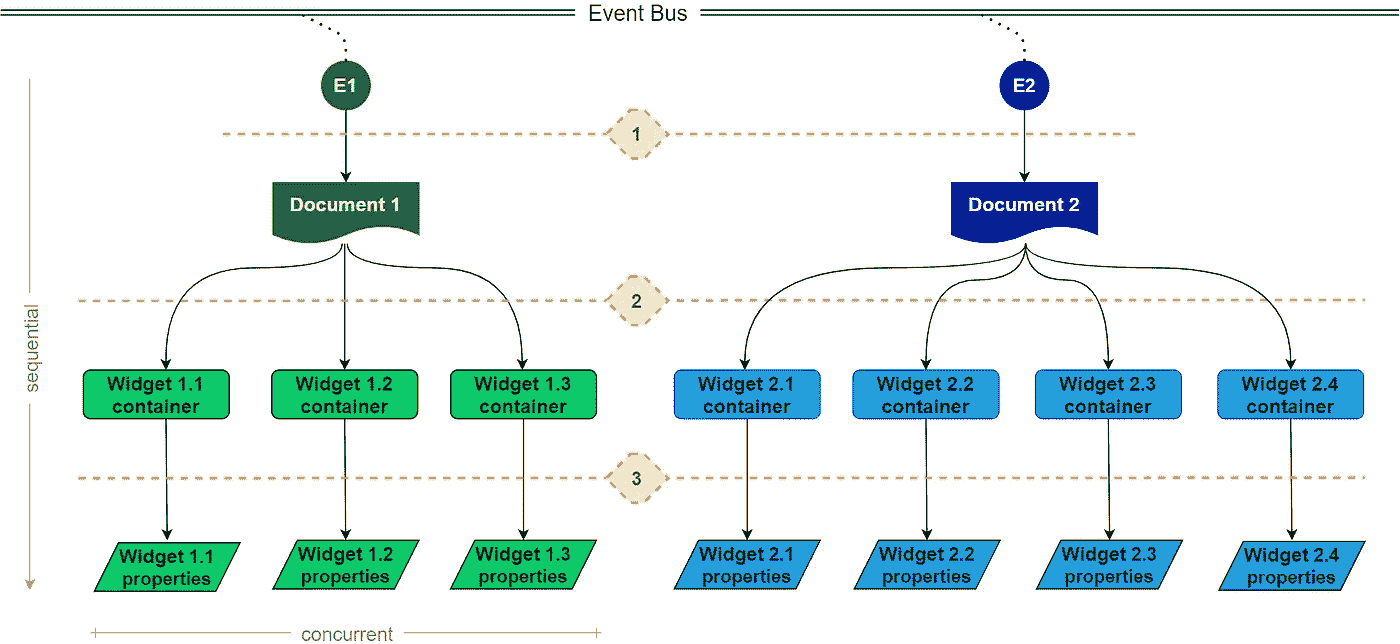 Event Bus
E1
E2
1
Document 1
Document 2
2
sequential
Widget 1.1
container
Widget 1.2
container
Widget 1.3
container
Widget 2.1
container
Widget 2.2
container
Widget 2.3
container
Widget 2.4
container
3
Widget 1.1
properties
Widget 1.2
properties
Widget 1.3
properties
Widget 2.1
properties
Widget 2.2
properties
Widget 2.3
properties
Widget 2.4
properties
concurrent